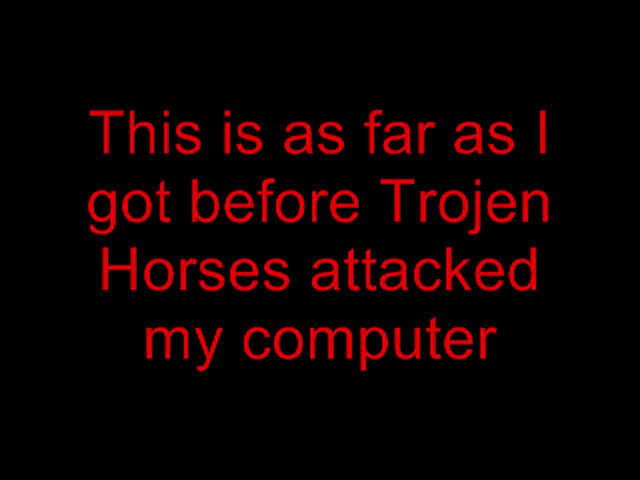 This is as far as I
got before Trojen
Horses attacked
my computer